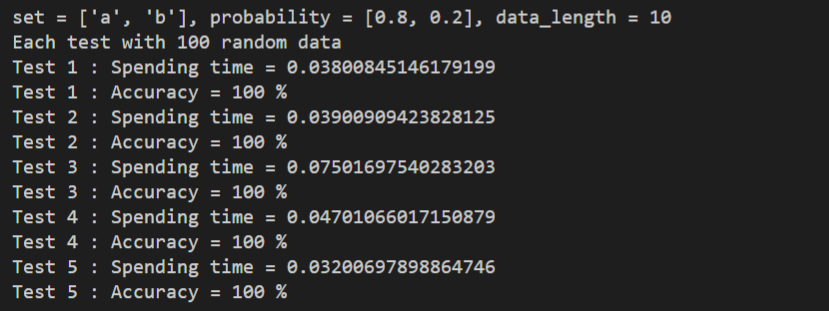 set = ['a', 'b'], probability = [0.8, 0.2], data_length = 10
Each test with 100 random data
Test 1 : Spending time = 0.03800845146179199
Test 1 : Accuracy = 100 %
Test 2 : Spending time = 0.03900909423828125
Test 2 : Accuracy = 100 %
Test 3 : Spending time = 0.07501697540283203
Test 3 : Accuracy = 100 %
Test 4 : Spending time = 0.04701066017150879
Test 4 : Accuracy = 100 %
Test 5 : Spending time = 0.03200697898864746
Test 5 : Accuracy = 100 %